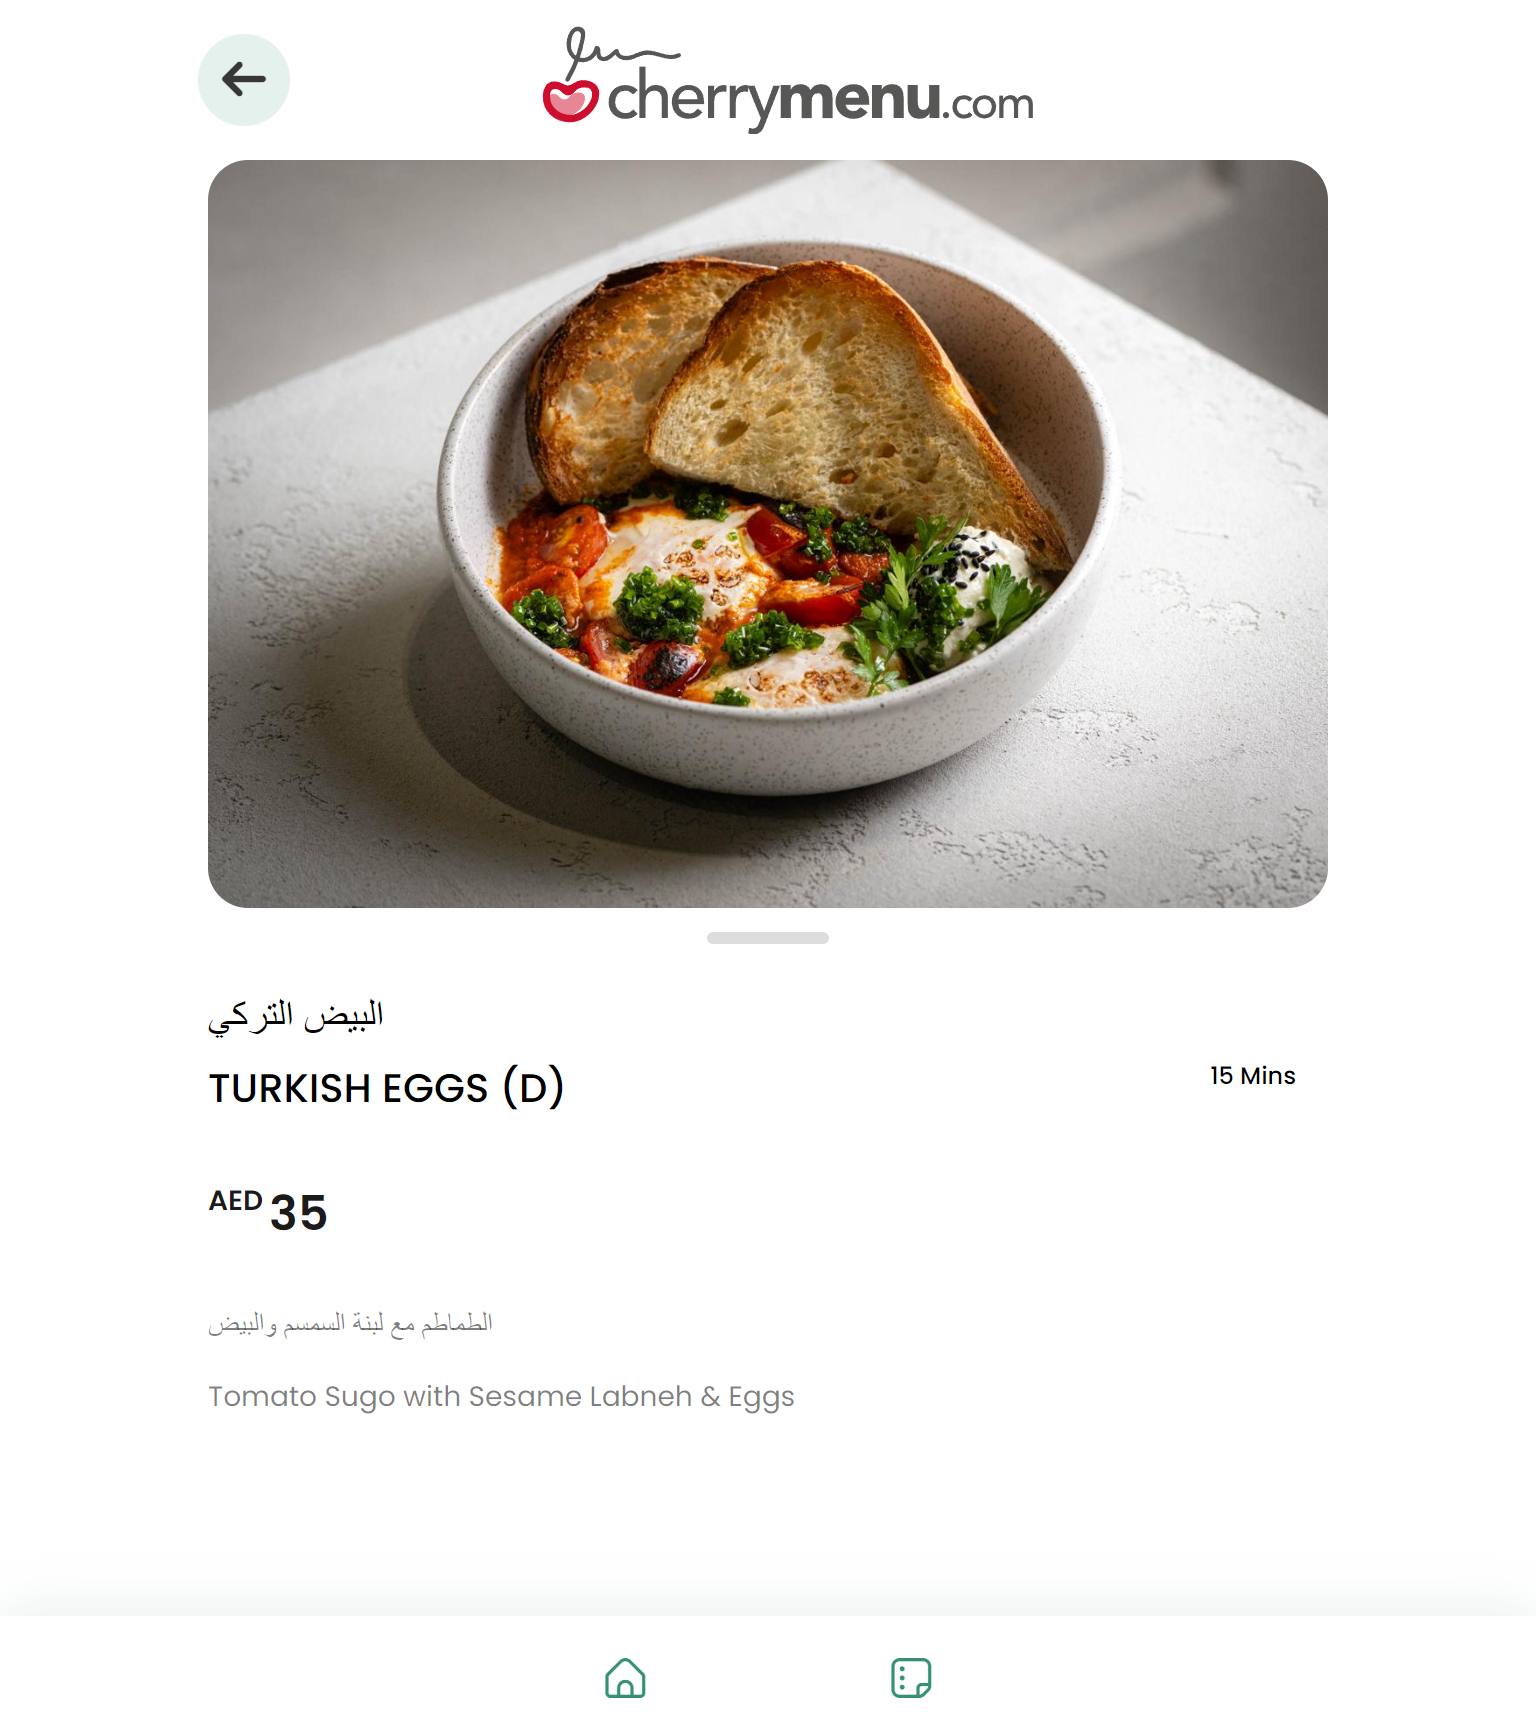 cherrymenu.com
البيض التركي
TURKISH EGGS (D)
15 Mins
AED 35
الطماطم مع لبنة السمسم والبيض
Tomato Sugo with Sesame Labneh & Eggs